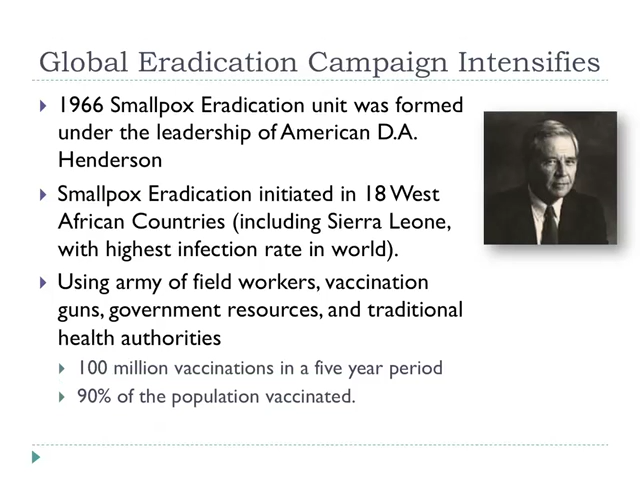 Global Eradication Campaign Intensifies
1966 Smallpox Eradication unit was formed
under the leadership of American D.A.
Henderson
Smallpox Eradication initiated in 18 West
African Countries (including Sierra Leone,
with highest infection rate in world).
Using army of field workers, vaccination
guns, government resources, and traditional
health authorities
100 million vaccinations in a five year period
90% of the population vaccinated.